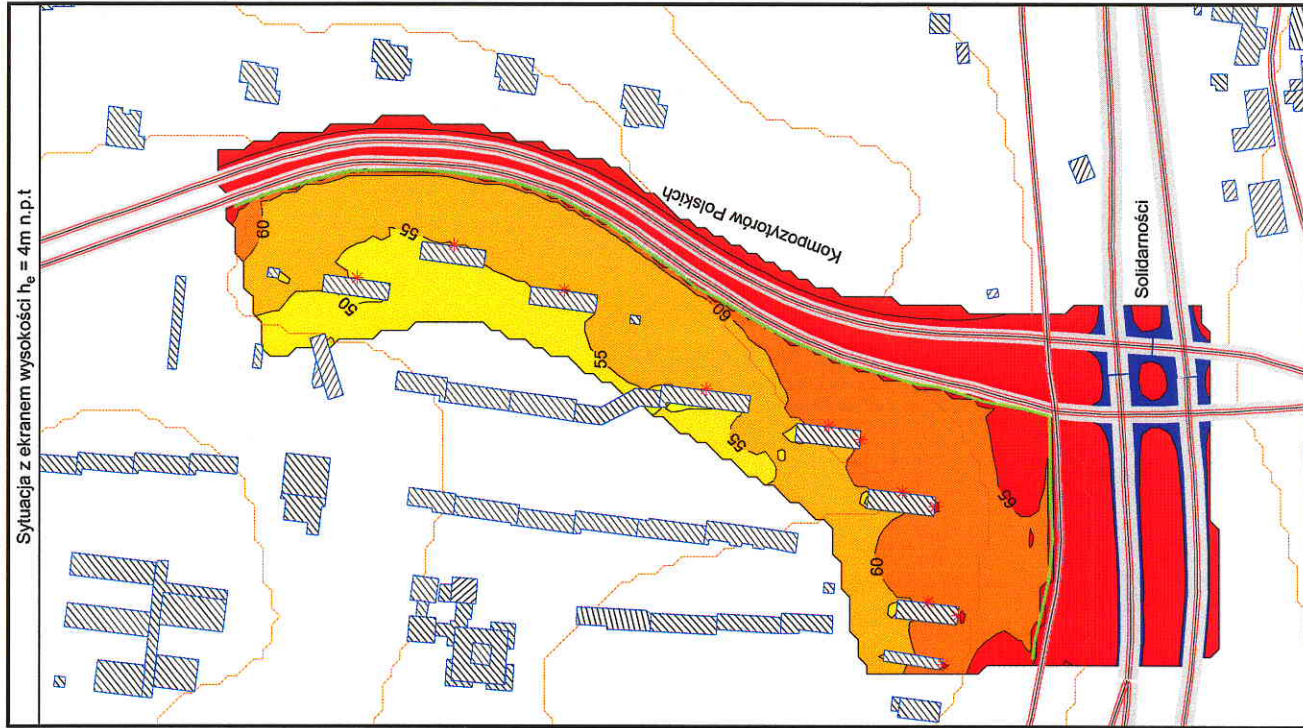 Sytuacja z ekranem wysokości hₑ = 4m n.p.t
60
55
50
Kompozytorów Polskich
60
55
55
Solidarności
65
60